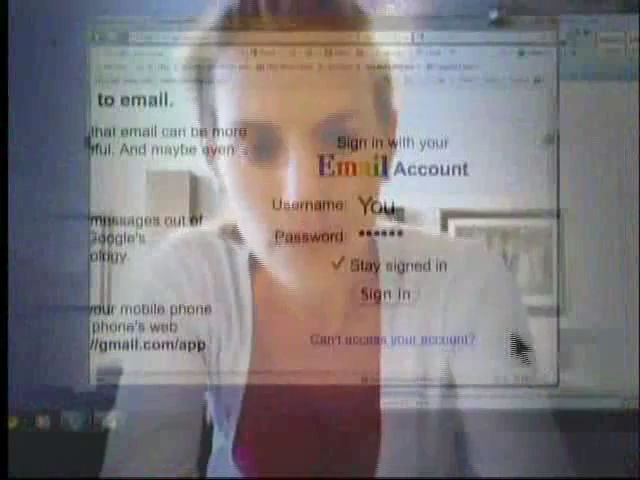 to email.
that email can be more
ful. And maybe even
messages out of
Google's
ology.
your mobile phone
phone's web
//gmail.com/app
Sign in with your
Email Account
Username: You
Password: ••••••
✓ Stay signed in
Sign In
Can't access your account?